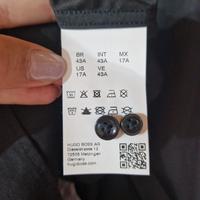 BR INT MX
43A 43A 17A
US VE
17A 43A
HUGO BOSS AG
Dieselstrasse 12
72555 Metzingen
Germany
hugoboss.com